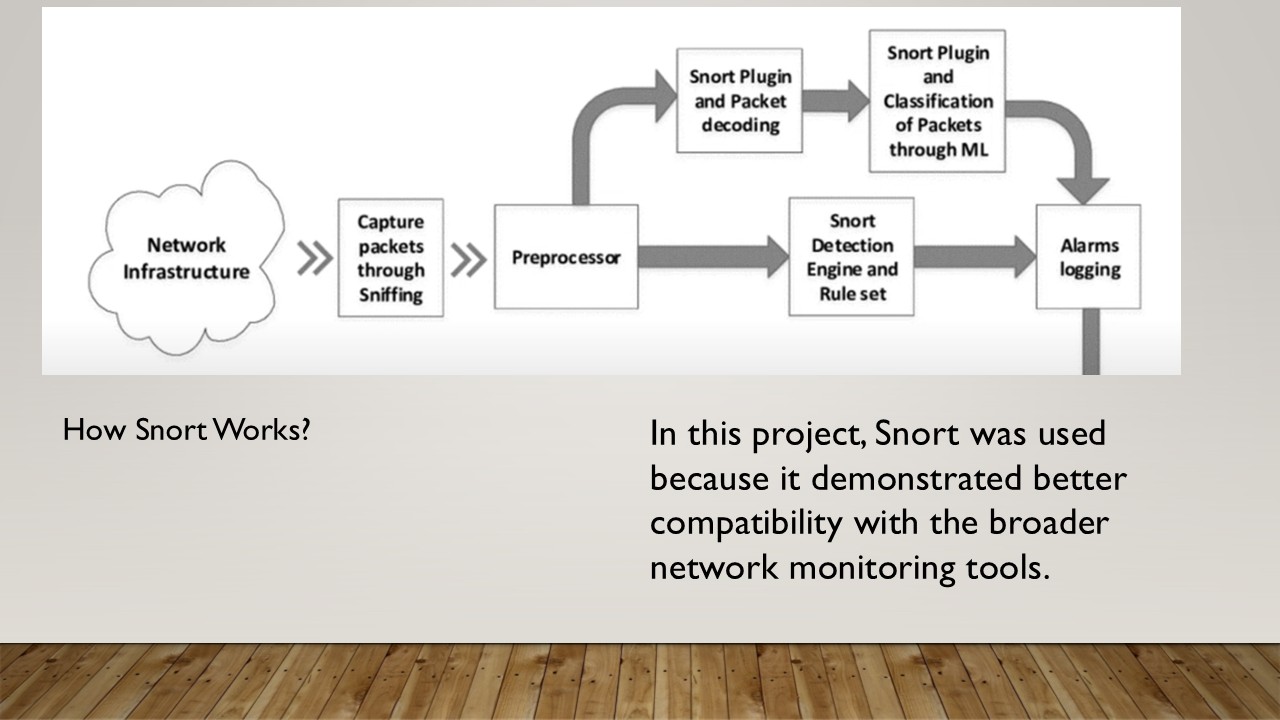 Network
Infrastructure
Capture
packets
through
Sniffing
Preprocessor
Snort Plugin
and Packet
decoding
Snort Plugin
and
Classification
of Packets
through ML
Snort
Detection
Engine and
Rule set
Alarms
logging
How Snort Works?
In this project, Snort was used
because it demonstrated better
compatibility with the broader
network monitoring tools.